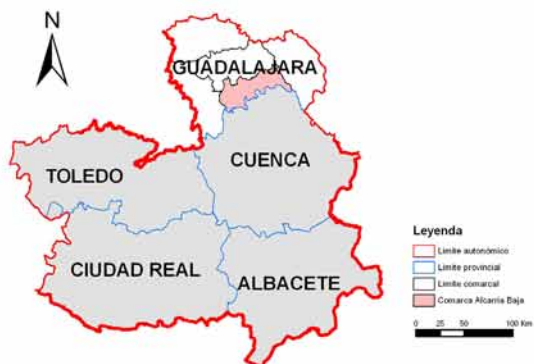 N
GUADALAJARA
CUENCA
TOLEDO
CIUDAD REAL
ALBACETE
Leyenda
Límite autonómico
Límite provincial
Límite comarcal
Comarca Alcarria Baja
0 25 50 100 Km